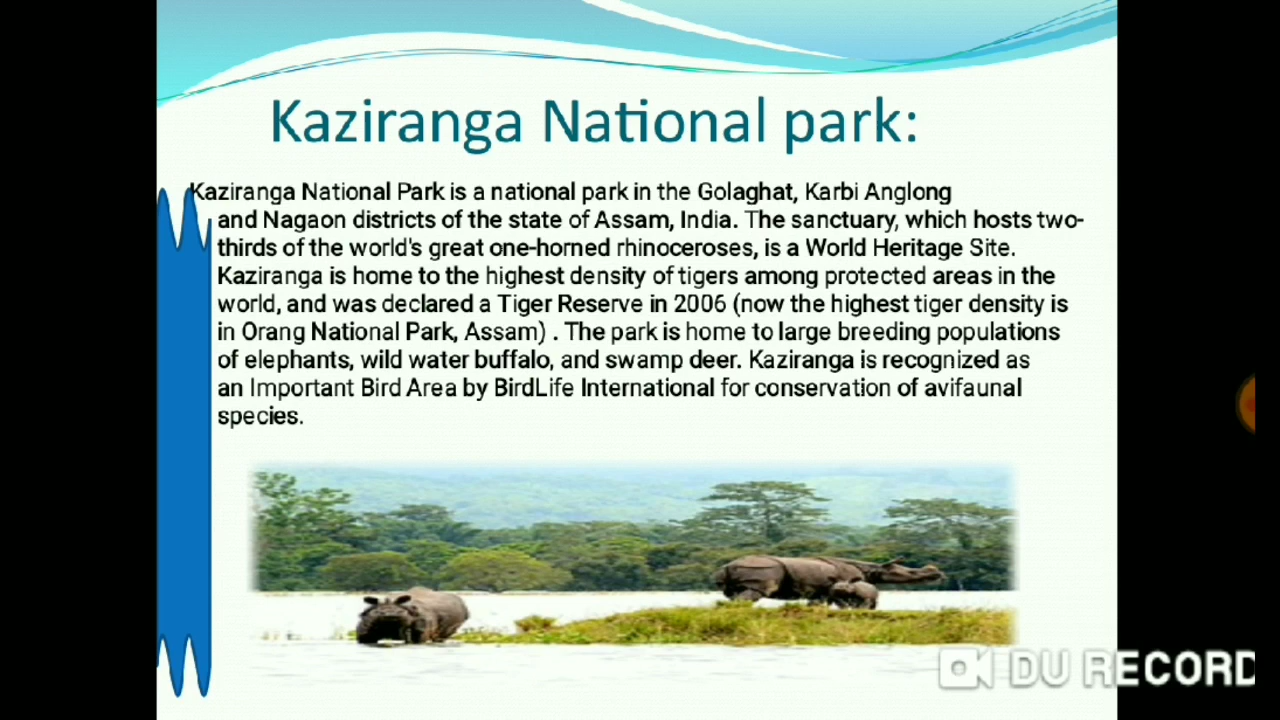 Kaziranga National park:
Kaziranga National Park is a national park in the Golaghat, Karbi Anglong
and Nagaon districts of the state of Assam, India. The sanctuary, which hosts two-
thirds of the world's great one-horned rhinoceroses, is a World Heritage Site.
Kaziranga is home to the highest density of tigers among protected areas in the
world, and was declared a Tiger Reserve in 2006 (now the highest tiger density is
in Orang National Park, Assam) . The park is home to large breeding populations
of elephants, wild water buffalo, and swamp deer. Kaziranga is recognized as
an Important Bird Area by BirdLife International for conservation of avifaunal
species.
DU RECORD